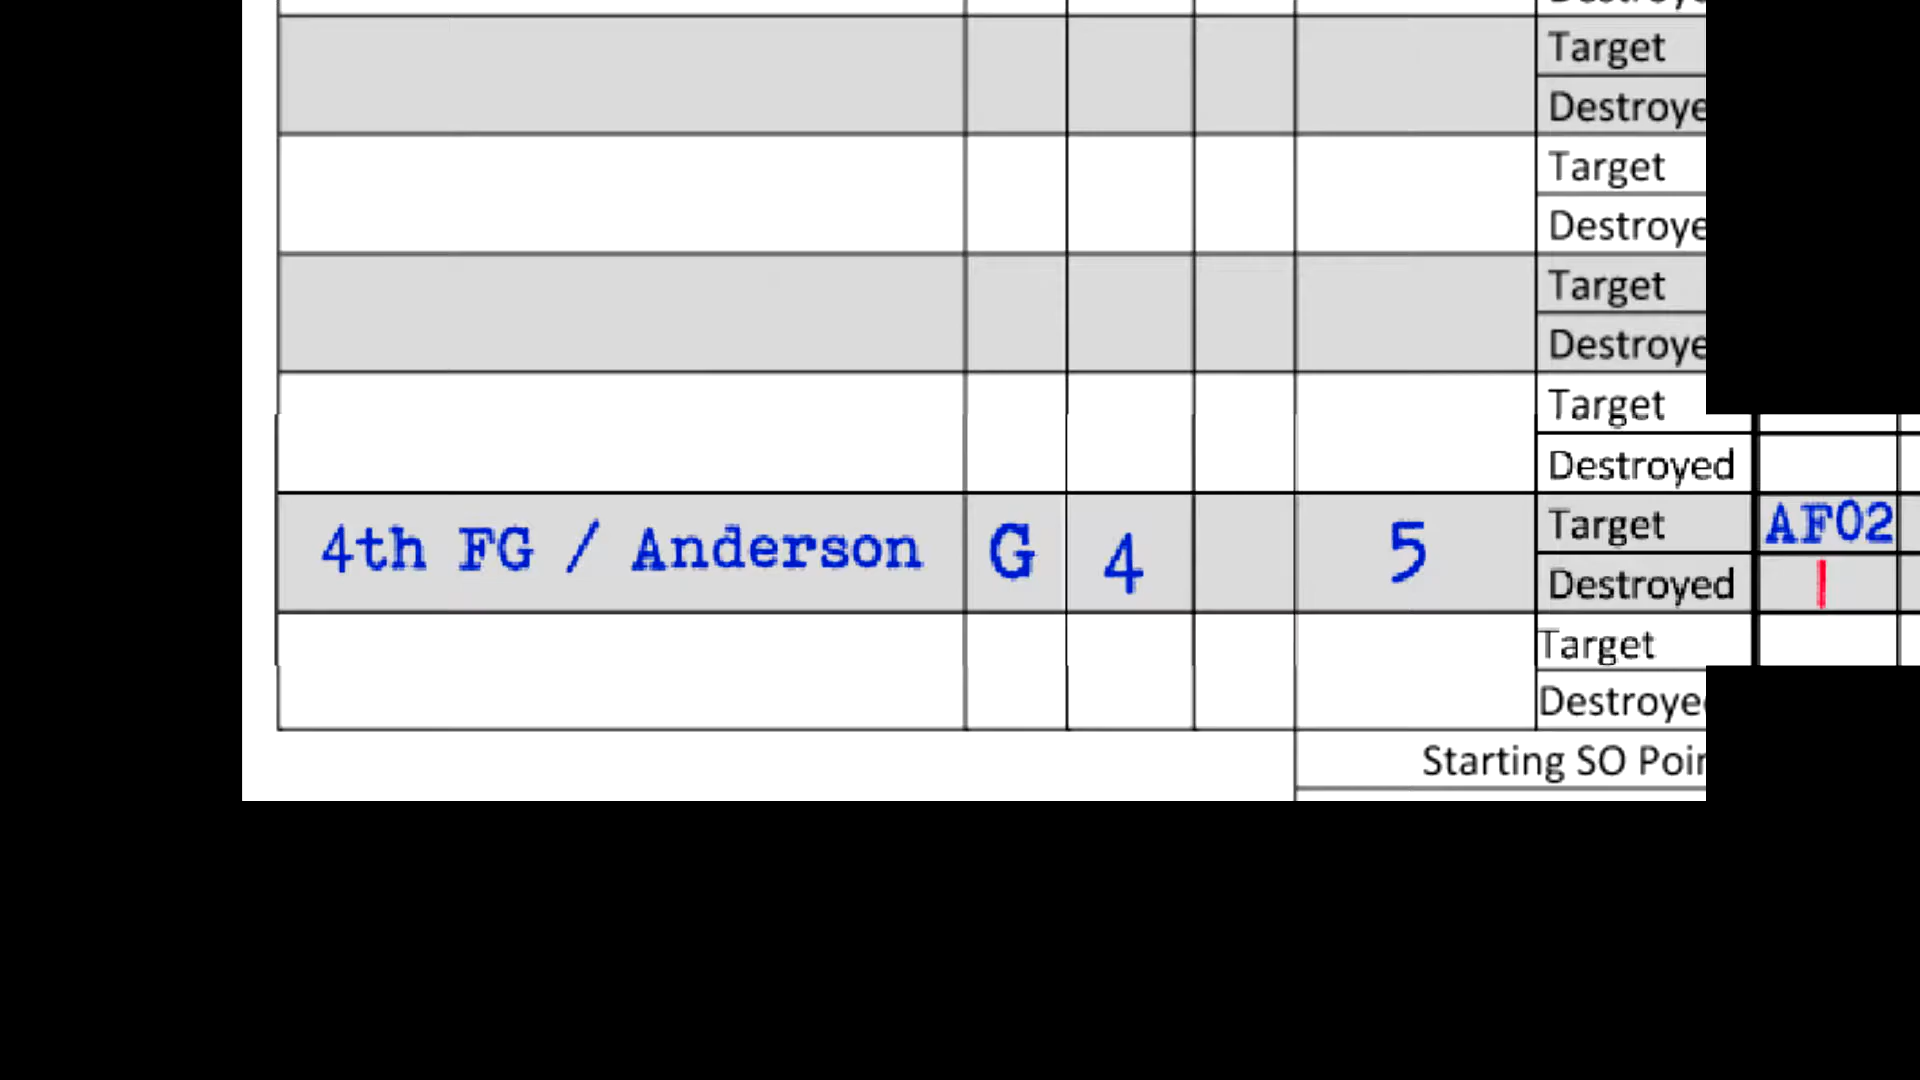 Target
Destroye
Target
Destroye
Target
Destroye
Target
Destroyed
4th FG / Anderson G 4 5 Target AF02
Destroyed |
Target
Destroye
Starting SO Poin